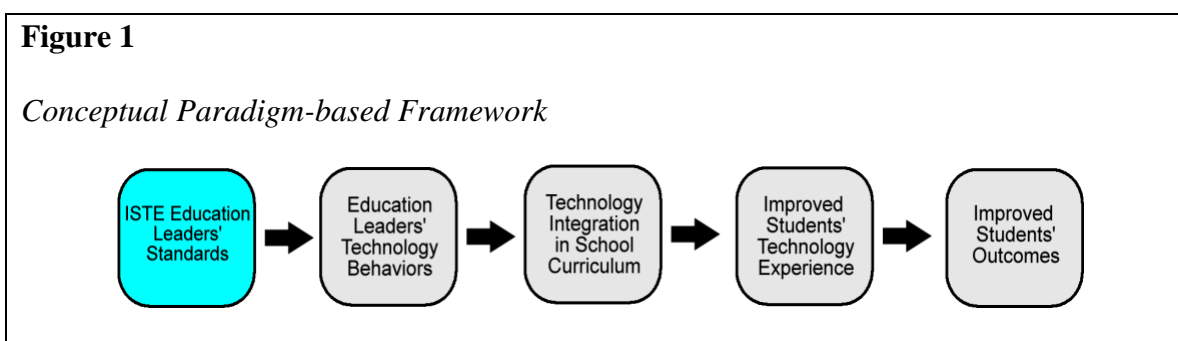 Figure 1
Conceptual Paradigm-based Framework
ISTE Education
Leaders'
Standards
Education
Leaders'
Technology
Behaviors
Technology
Integration
in School
Curriculum
Improved
Students'
Technology
Experience
Improved
Students'
Outcomes